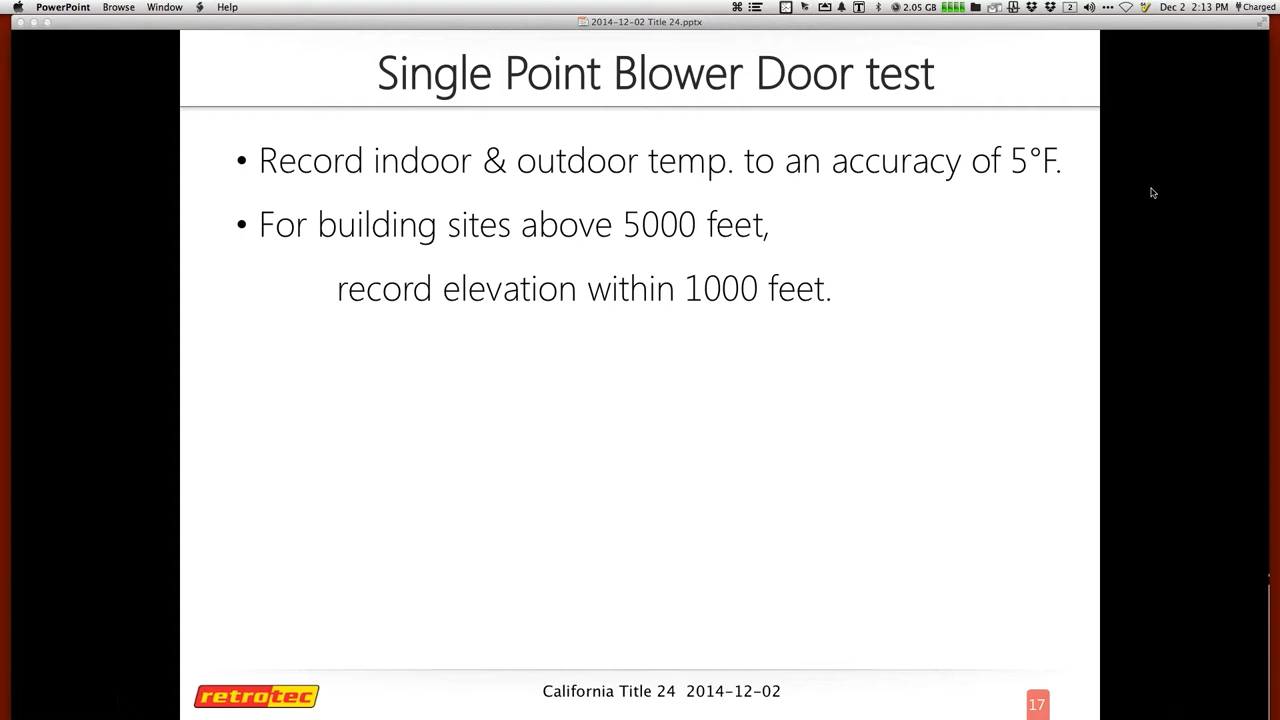 PowerPoint Browse Window Help
2.05 GB 2 Dec 2 2:13 PM Charged
2014-12-02 Title 24.pptx
Single Point Blower Door test
• Record indoor & outdoor temp. to an accuracy of 5°F.
• For building sites above 5000 feet,
record elevation within 1000 feet.
retrotec
California Title 24 2014-12-02
17